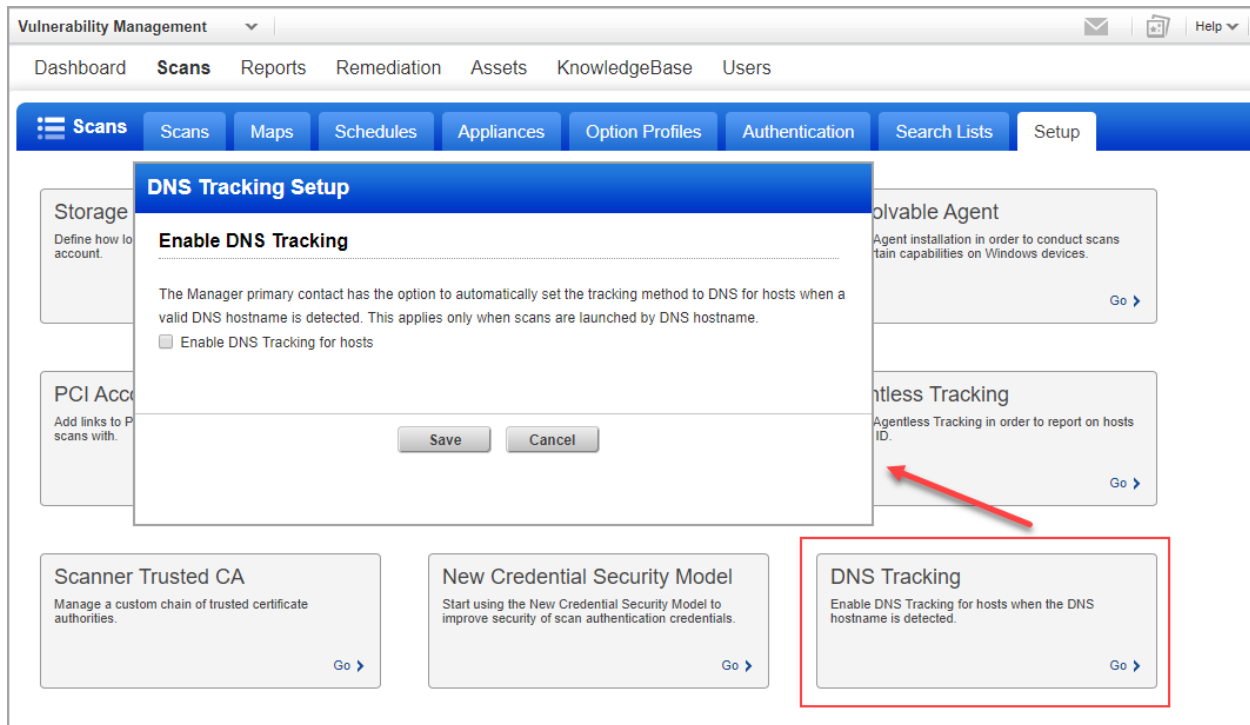 Vulnerability Management
Help
Dashboard Scans Reports Remediation Assets KnowledgeBase Users
Scans Scans Maps Schedules Appliances Option Profiles Authentication Search Lists Setup
DNS Tracking Setup
Enable DNS Tracking
The Manager primary contact has the option to automatically set the tracking method to DNS for hosts when a
valid DNS hostname is detected. This applies only when scans are launched by DNS hostname.
Enable DNS Tracking for hosts
Save Cancel
Storage
Define how lo
account.
olvable Agent
Agent installation in order to conduct scans
tain capabilities on Windows devices.
Go
PCI Acco
Add links to P
scans with.
ntless Tracking
Agentless Tracking in order to report on hosts
ID.
Go
Scanner Trusted CA
Manage a custom chain of trusted certificate
authorities.
Go
New Credential Security Model
Start using the New Credential Security Model to
improve security of scan authentication credentials.
Go
DNS Tracking
Enable DNS Tracking for hosts when the DNS
hostname is detected.
Go